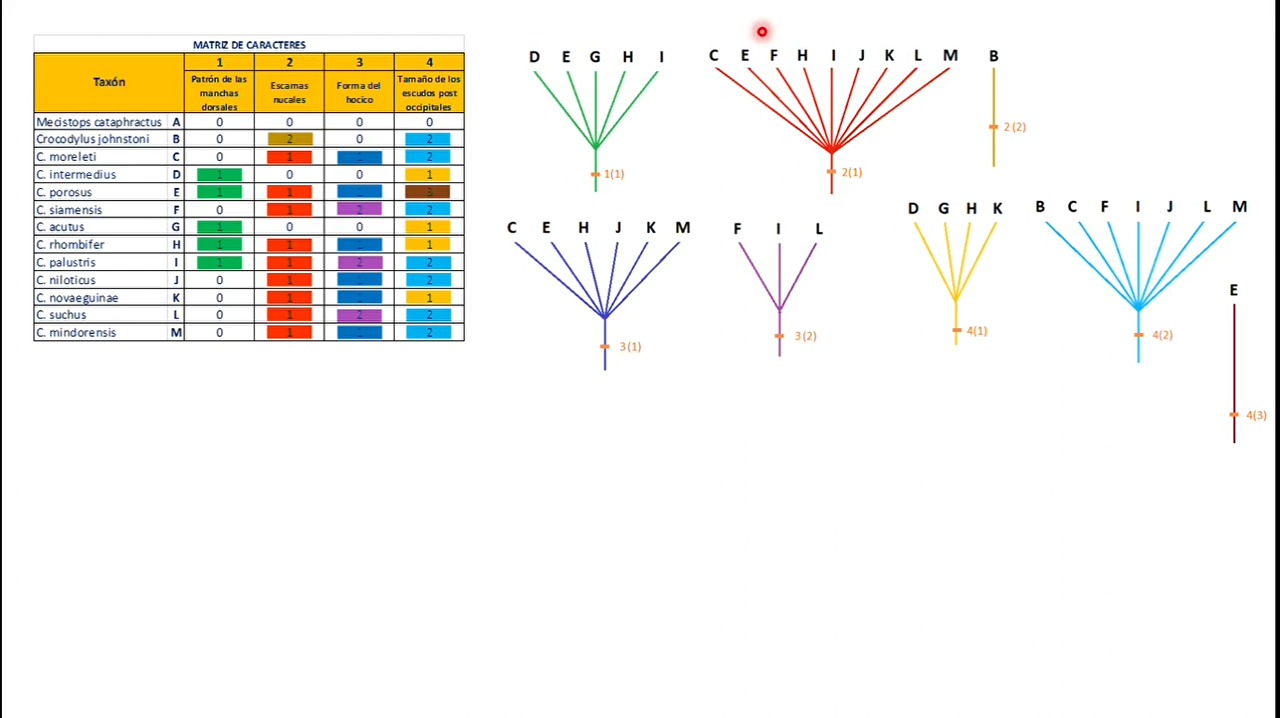 MATRIZ DE CARACTERES
Taxón 1 2 3 4
Patrón de las manchas dorsales
Escamas nucales
Forma del hocico
Tamaño de los escudos post occipitales
Mecistops cataphractus A 0 0 0 0
Crocodylus johnstoni B 0 2 0 2
C. moreleti C 0 1 1 2
C. intermedius D 1 0 0 1
C. porosus E 1 1 1 3
C. siamensis F 0 1 2 2
C. acutus G 1 0 0 1
C. rhombifer H 1 1 1 1
C. palustris I 1 1 2 2
C. niloticus J 0 1 1 2
C. novaeguinae K 0 1 1 1
C. suchus L 0 1 2 2
C. mindorensis M 0 1 1 2
D E G H I
1(1)
C E F H I J K L M
2(1)
B
2(2)
C E H J K M
3(1)
F I L
3(2)
D G H K
4(1)
B C F I J L M
4(2)
E
4(3)